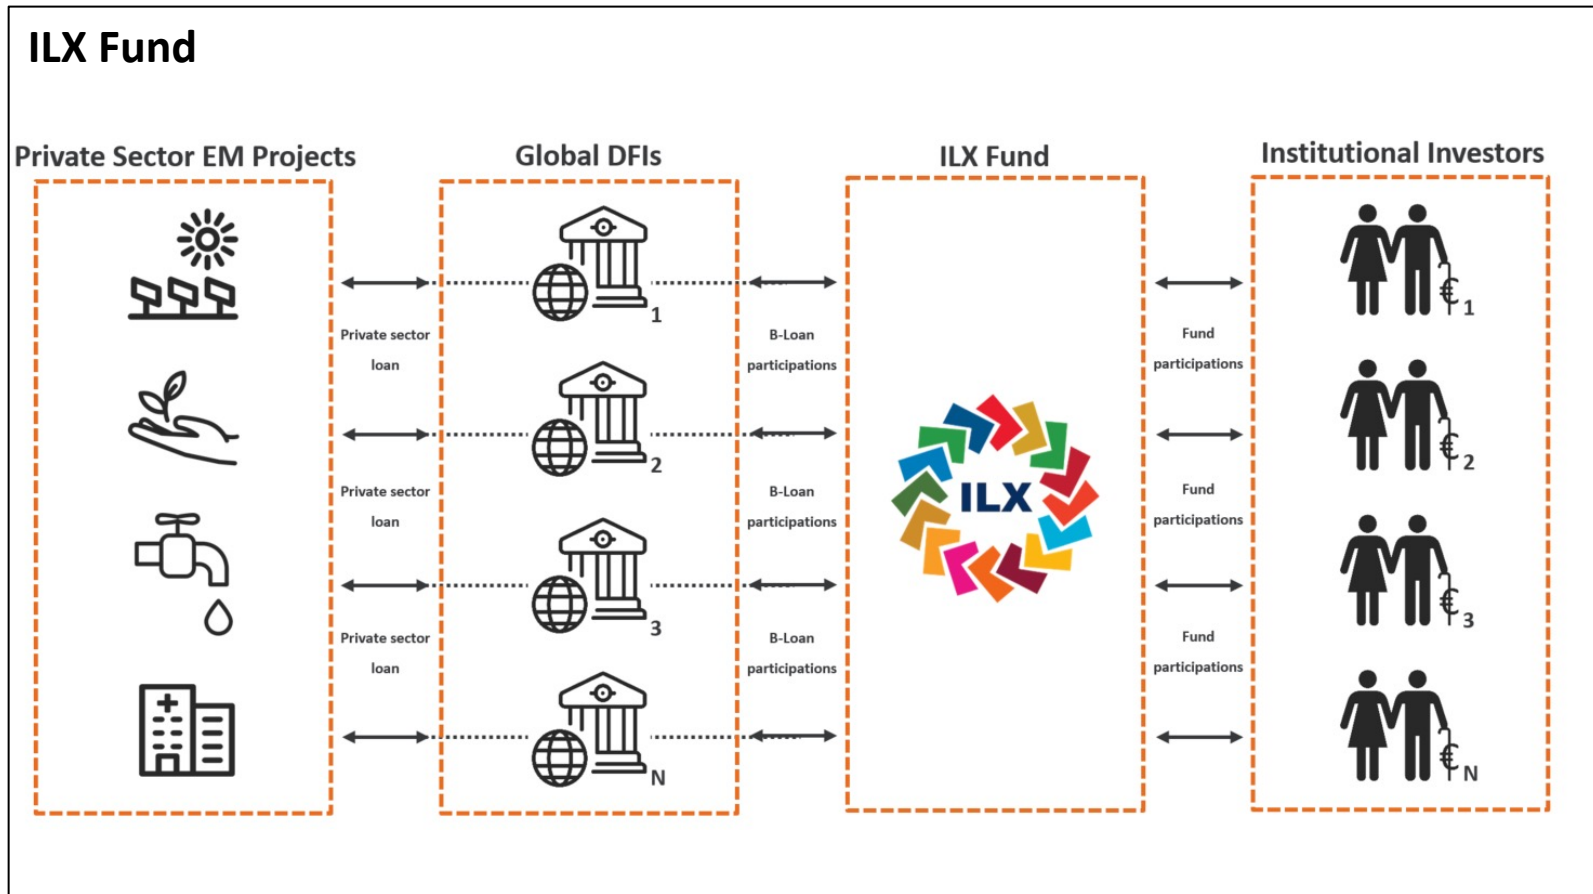 ILX Fund
Private Sector EM Projects
Global DFIs
ILX Fund
Institutional Investors
1
€ 1
Private sector
loan
B-Loan
participations
Fund
participations
2
€ 2
Private sector
loan
B-Loan
participations
Fund
participations
ILX
3
€ 3
Private sector
loan
B-Loan
participations
Fund
participations
N
€ N